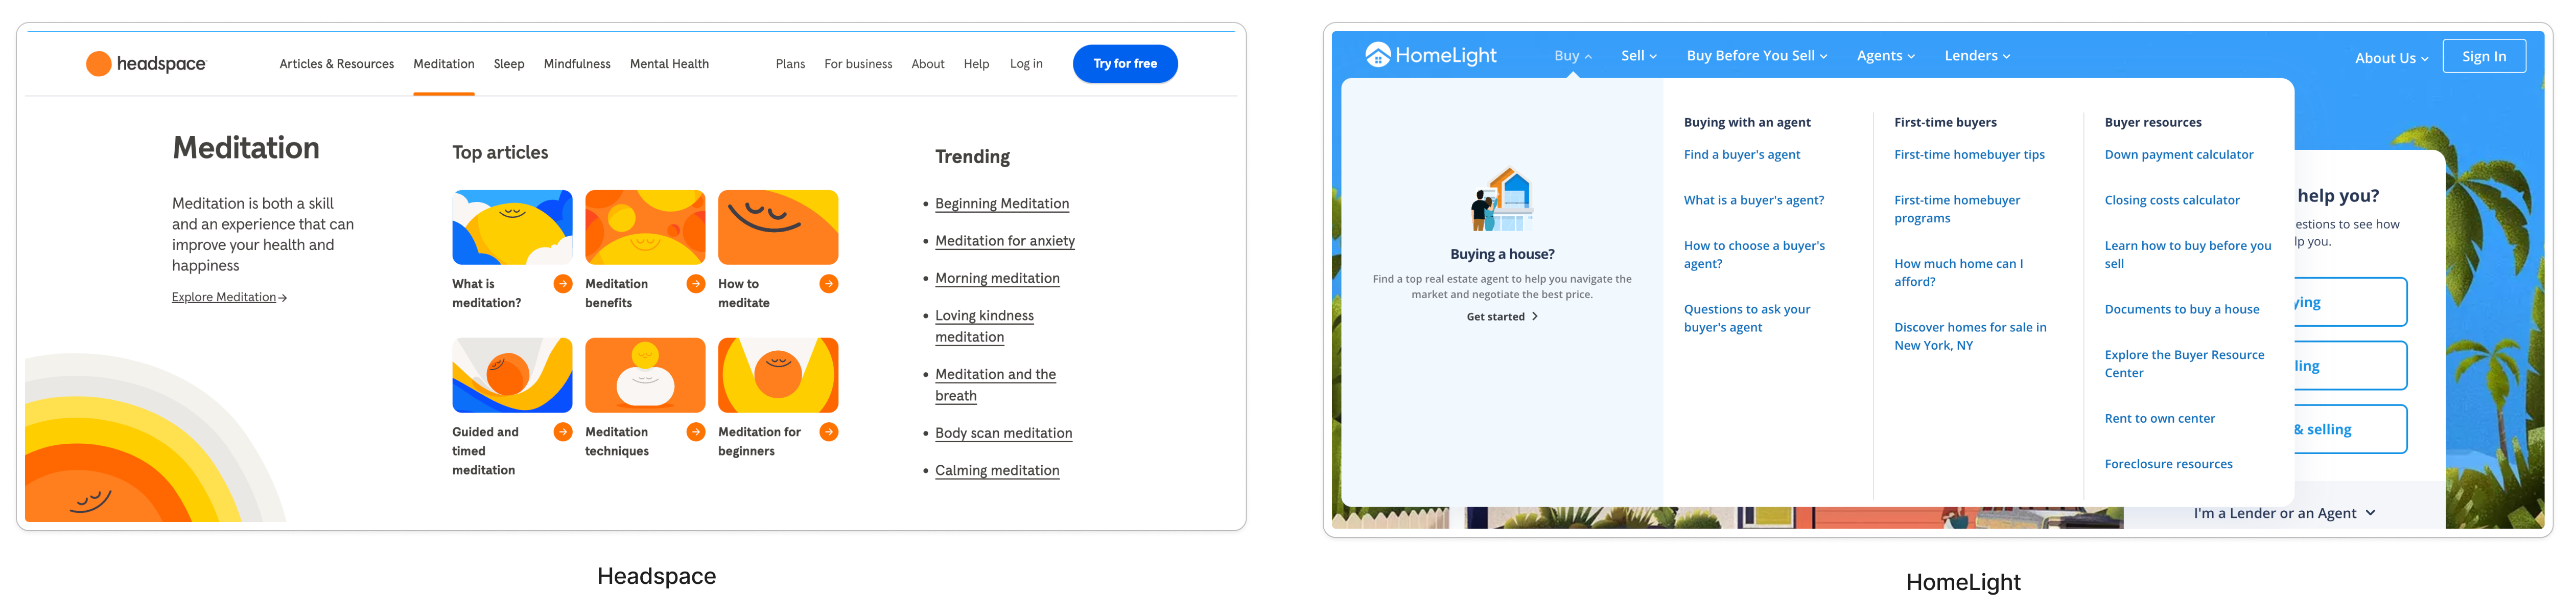 headspace
Articles & Resources
Meditation
Sleep
Mindfulness
Mental Health
Plans
For business
About
Help
Log in
Try for free
Meditation
Meditation is both a skill
and an experience that can
improve your health and
happiness
Explore Meditation→
Top articles
What is
meditation?
Meditation
benefits
How to
meditate
Guided and
timed
meditation
Meditation
techniques
Meditation for
beginners
Trending
• Beginning Meditation
• Meditation for anxiety
• Morning meditation
• Loving kindness
meditation
• Meditation and the
breath
• Body scan meditation
• Calming meditation
Headspace
HomeLight
Buy
Sell
Buy Before You Sell
Agents
Lenders
About Us
Sign In
Buying a house?
Find a top real estate agent to help you navigate the
market and negotiate the best price.
Get started
Buying with an agent
Find a buyer's agent
What is a buyer's agent?
How to choose a buyer's
agent?
Questions to ask your
buyer's agent
First-time buyers
First-time homebuyer tips
First-time homebuyer
programs
How much home can I
afford?
Discover homes for sale in
New York, NY
Buyer resources
Down payment calculator
Closing costs calculator
Learn how to buy before you
sell
Documents to buy a house
Explore the Buyer Resource
Center
Rent to own center
Foreclosure resources
help you?
estions to see how
lp you.
ying
ling
& selling
I'm a Lender or an Agent
HomeLight